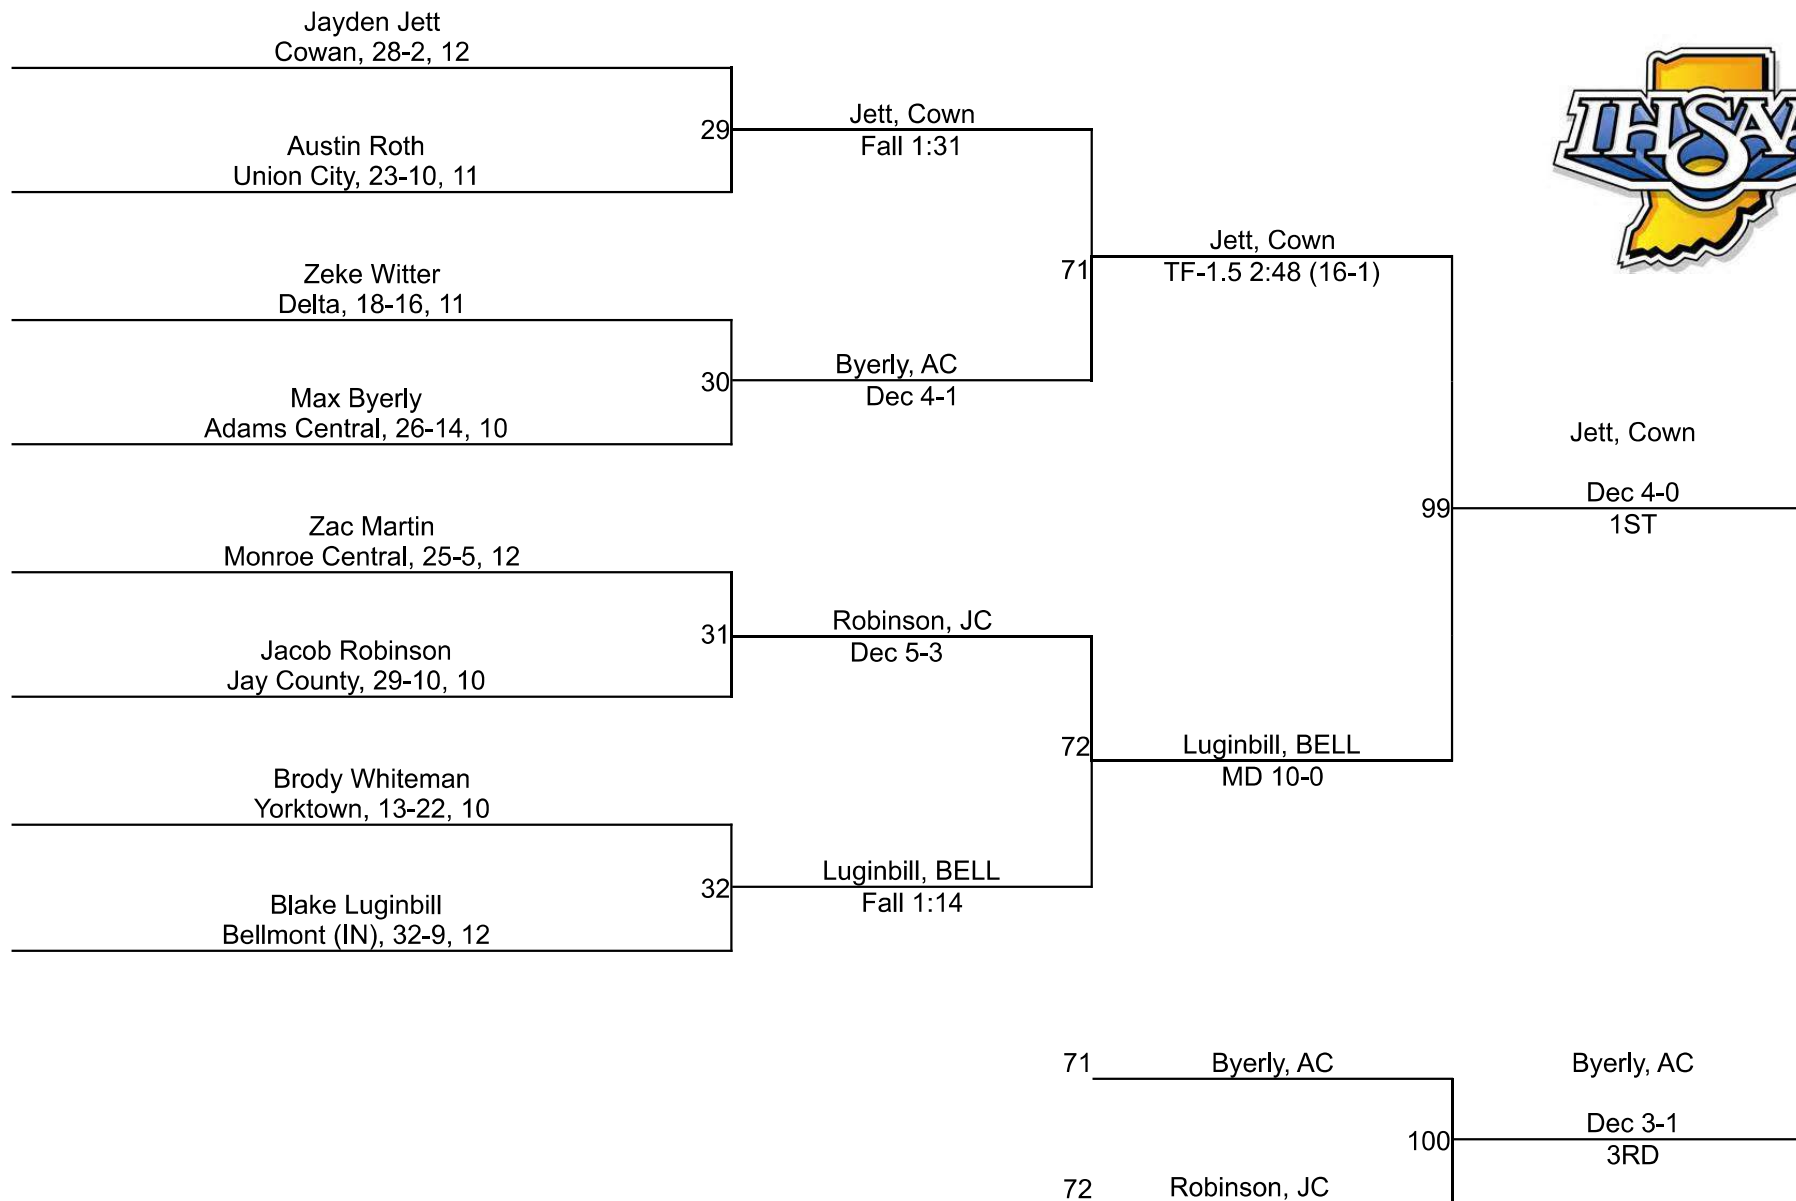 Jayden Jett
Cowan, 28-2, 12
29
Jett, Cown
Fall 1:31
Austin Roth
Union City, 23-10, 11
IHSAA
71
Jett, Cown
TF-1.5 2:48 (16-1)
Zeke Witter
Delta, 18-16, 11
30
Byerly, AC
Dec 4-1
Max Byerly
Adams Central, 26-14, 10
99
Jett, Cown
Dec 4-0
1ST
Zac Martin
Monroe Central, 25-5, 12
31
Robinson, JC
Dec 5-3
Jacob Robinson
Jay County, 29-10, 10
72
Luginbill, BELL
MD 10-0
Brody Whiteman
Yorktown, 13-22, 10
32
Luginbill, BELL
Fall 1:14
Blake Luginbill
Bellmont (IN), 32-9, 12
71
Byerly, AC
Byerly, AC
100
Dec 3-1
3RD
72
Robinson, JC